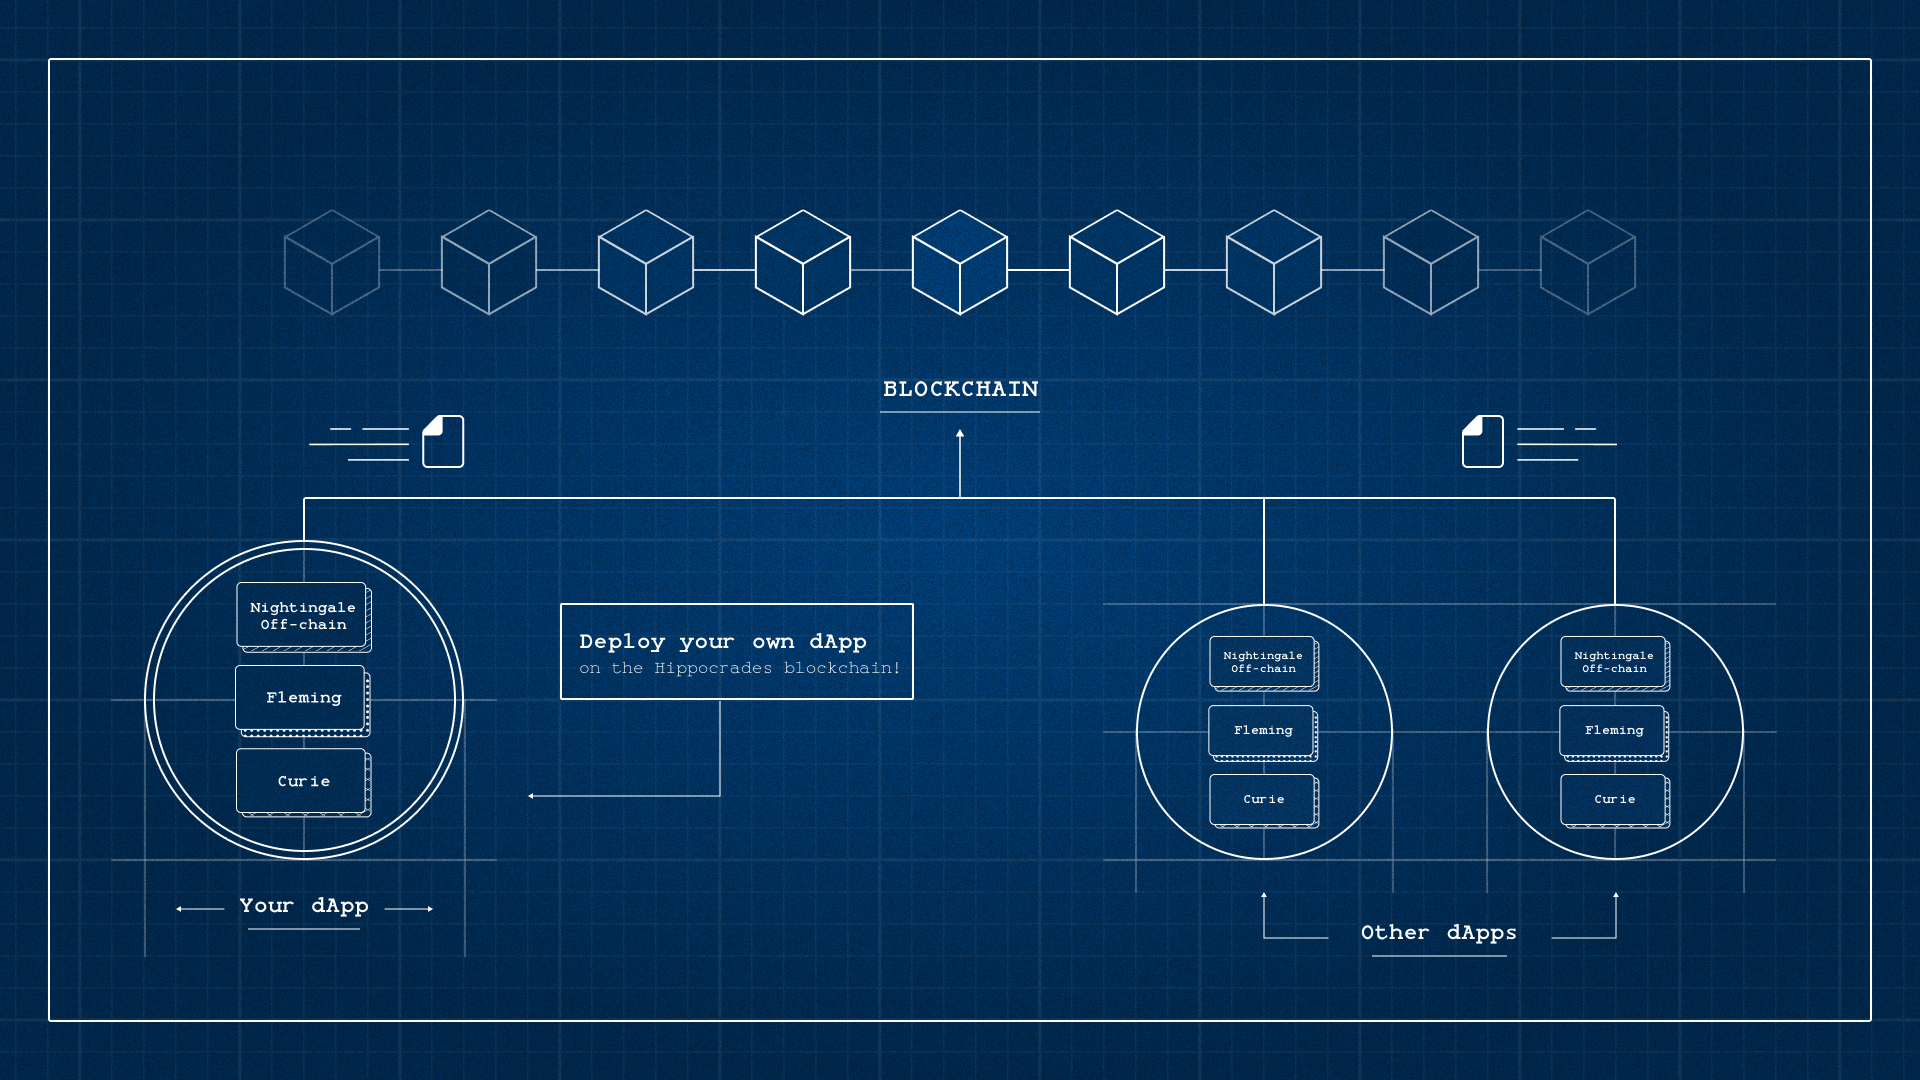 BLOCKCHAIN
Nightingale
Off-chain
Fleming
Curie
Your dApp
Deploy your own dApp
on the Hippocrades blockchain!
Nightingale
Off-chain
Fleming
Curie
Nightingale
Off-chain
Fleming
Curie
Other dApps